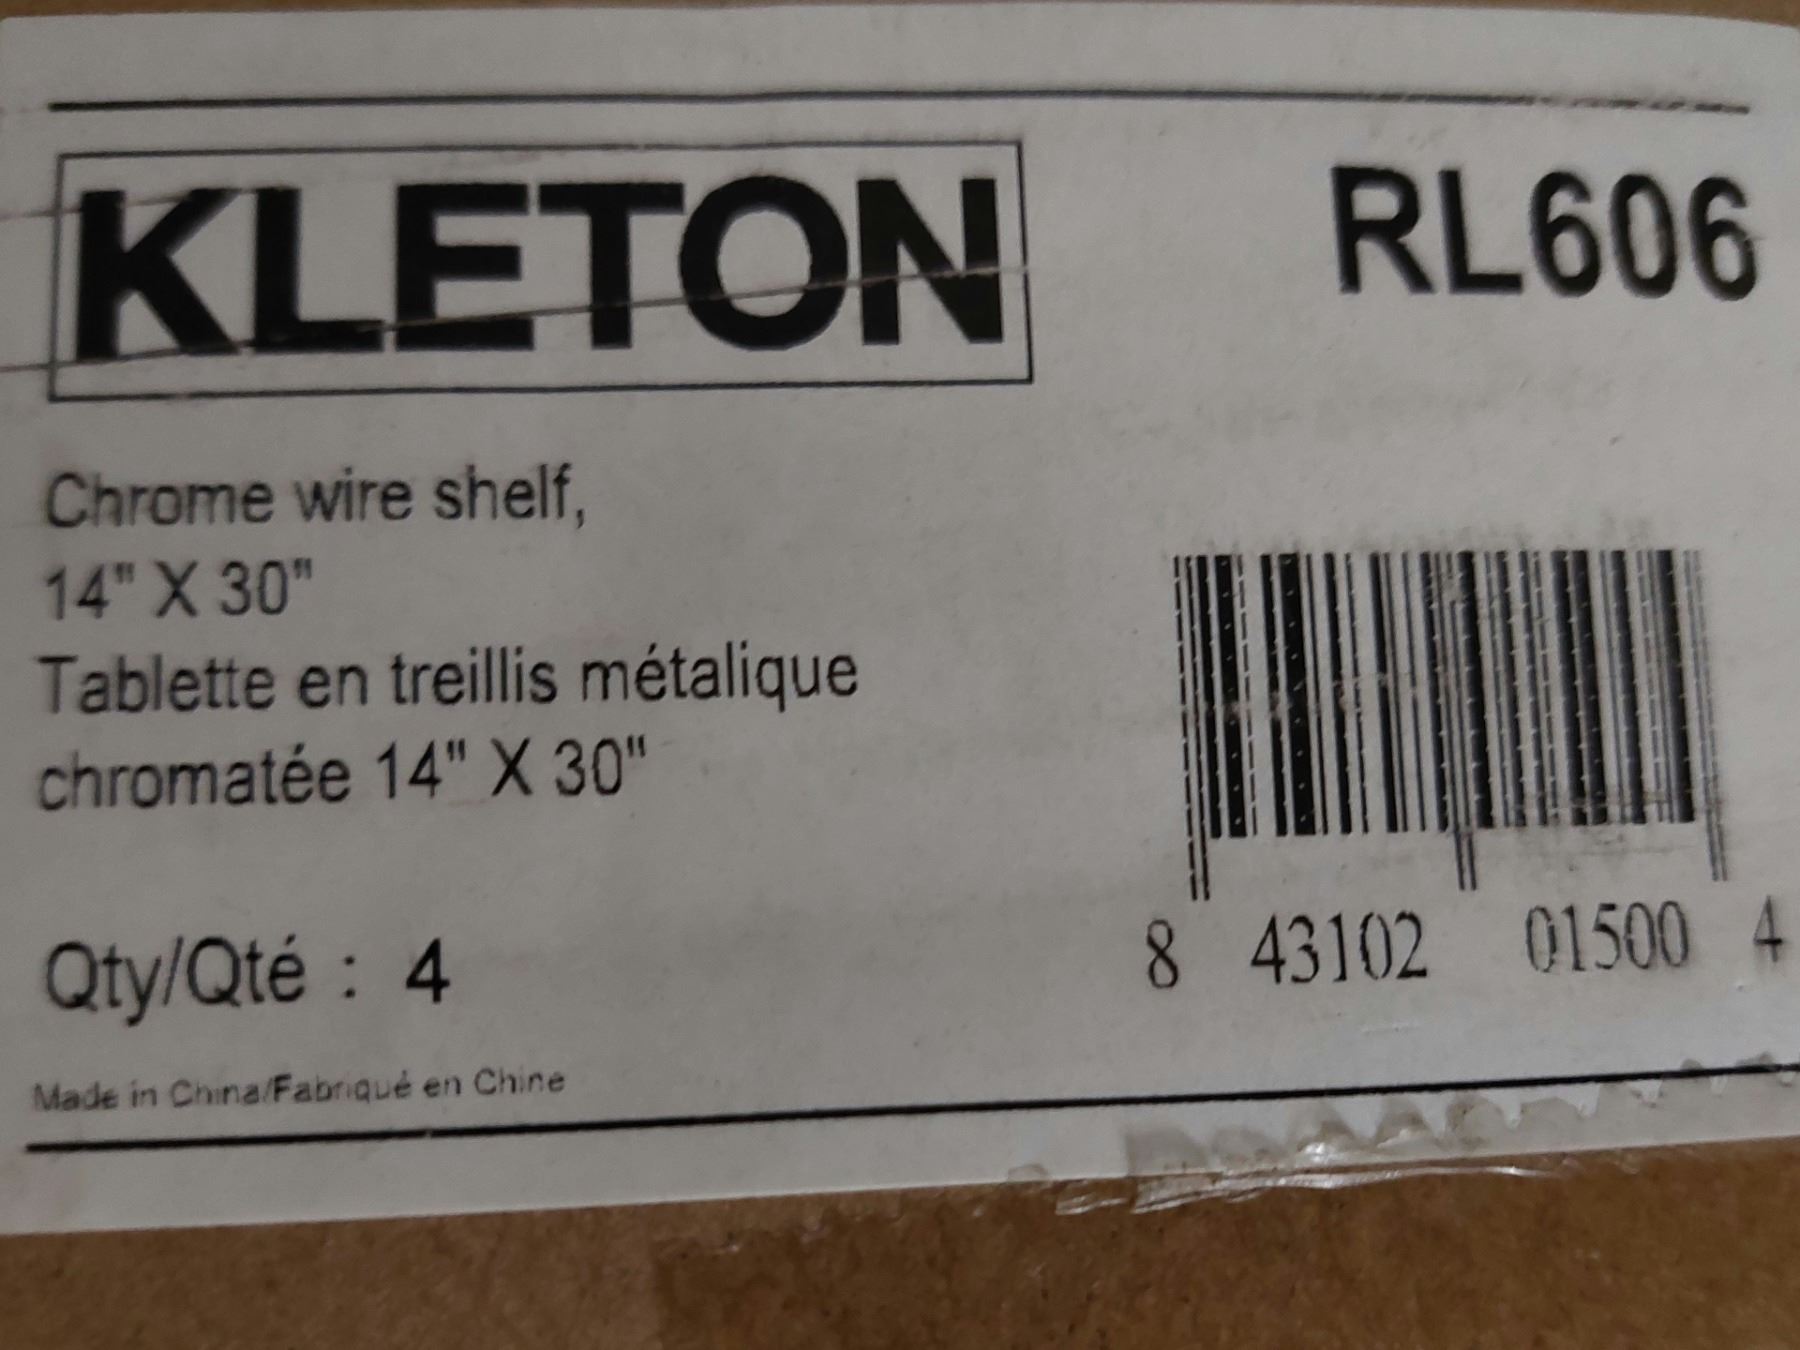 KLETON
RL606
Chrome wire shelf,
14" X 30"
Tablette en treillis métalique
chromatée 14" X 30"
Qty/Qté : 4
8 43102 01500 4
Made in China/Fabriqué en Chine